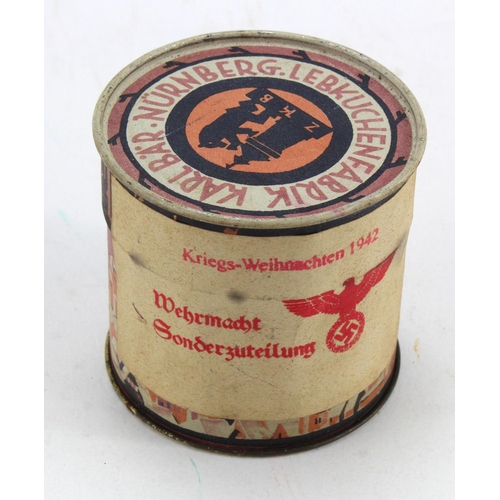 KARL BÄR · NÜRNBERG · LEBKUCHENFABRIK
N K B
Kriegs-Weihnachten 1942
Wehrmacht
Sonderzuteilung